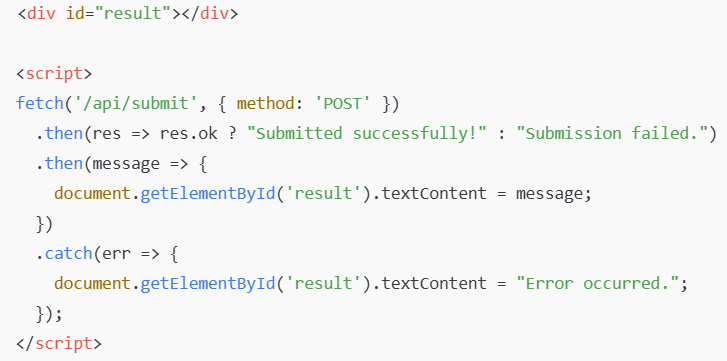 <div id="result"></div>

<script>
fetch('/api/submit', { method: 'POST' })
  .then(res => res.ok ? "Submitted successfully!" : "Submission failed.")
  .then(message => {
    document.getElementById('result').textContent = message;
  })
  .catch(err => {
    document.getElementById('result').textContent = "Error occurred.";
  });
</script>